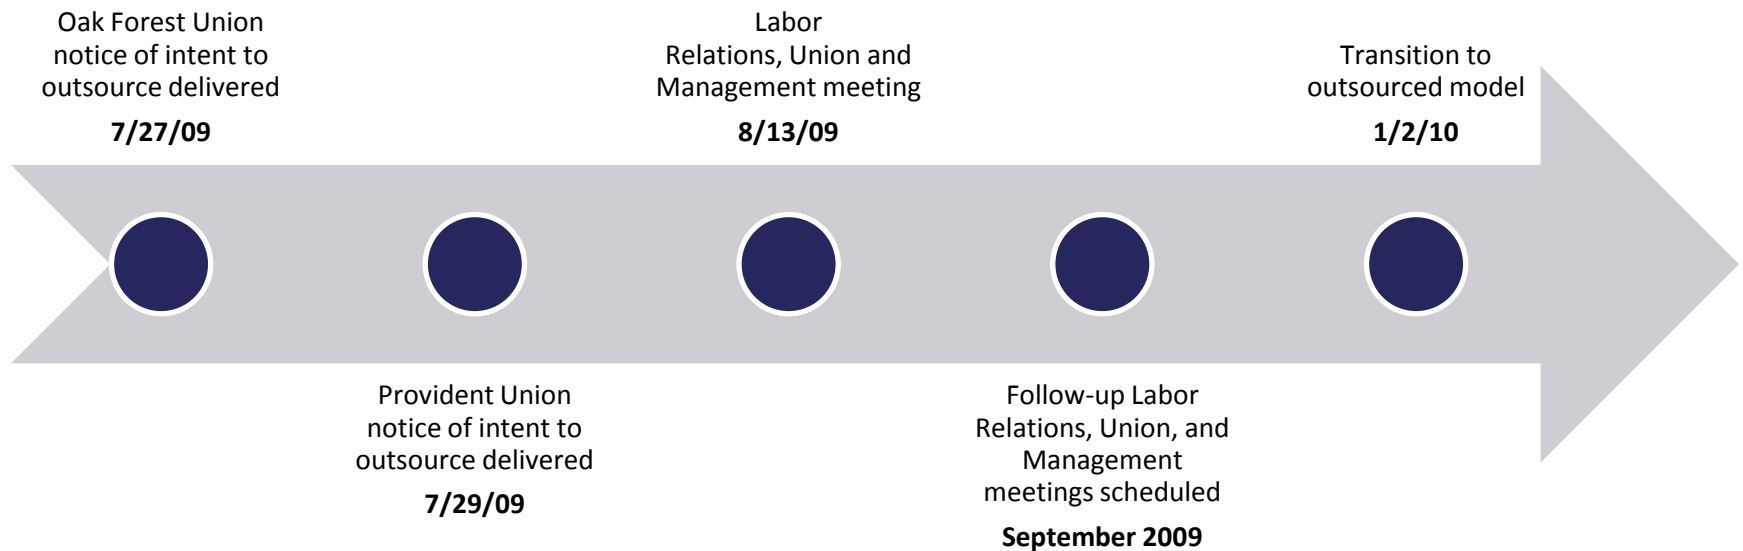 Oak Forest Union
notice of intent to
outsource delivered
7/27/09
Provident Union
notice of intent to
outsource delivered
7/29/09
Labor
Relations, Union and
Management meeting
8/13/09
Follow-up Labor
Relations, Union, and
Management
meetings scheduled
September 2009
Transition to
outsourced model
1/2/10